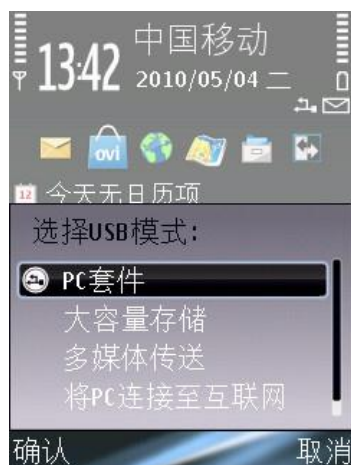 中国移动
13:42
2010/05/04 二
ovi
12
今天无日历项
选择USB模式:
PC套件
大容量存储
多媒体传送
将PC连接至互联网
确认
取消